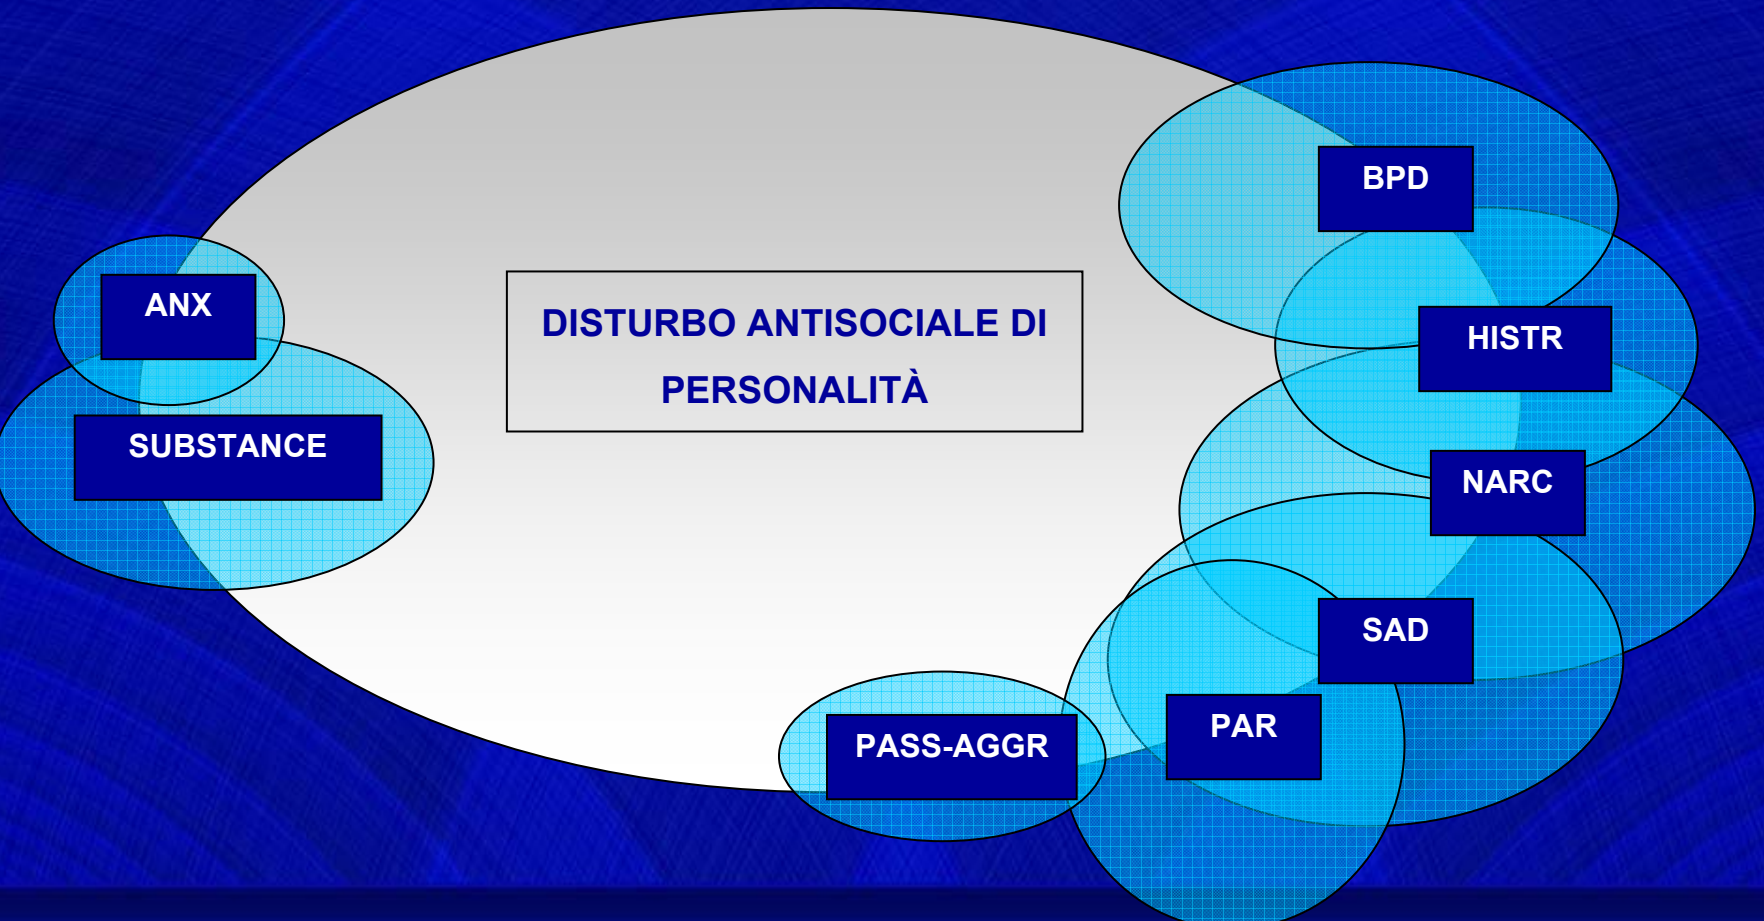 BPD
ANX
DISTURBO ANTISOCIALE DI
PERSONALITÀ
HISTR
SUBSTANCE
NARC
SAD
PAR
PASS-AGGR